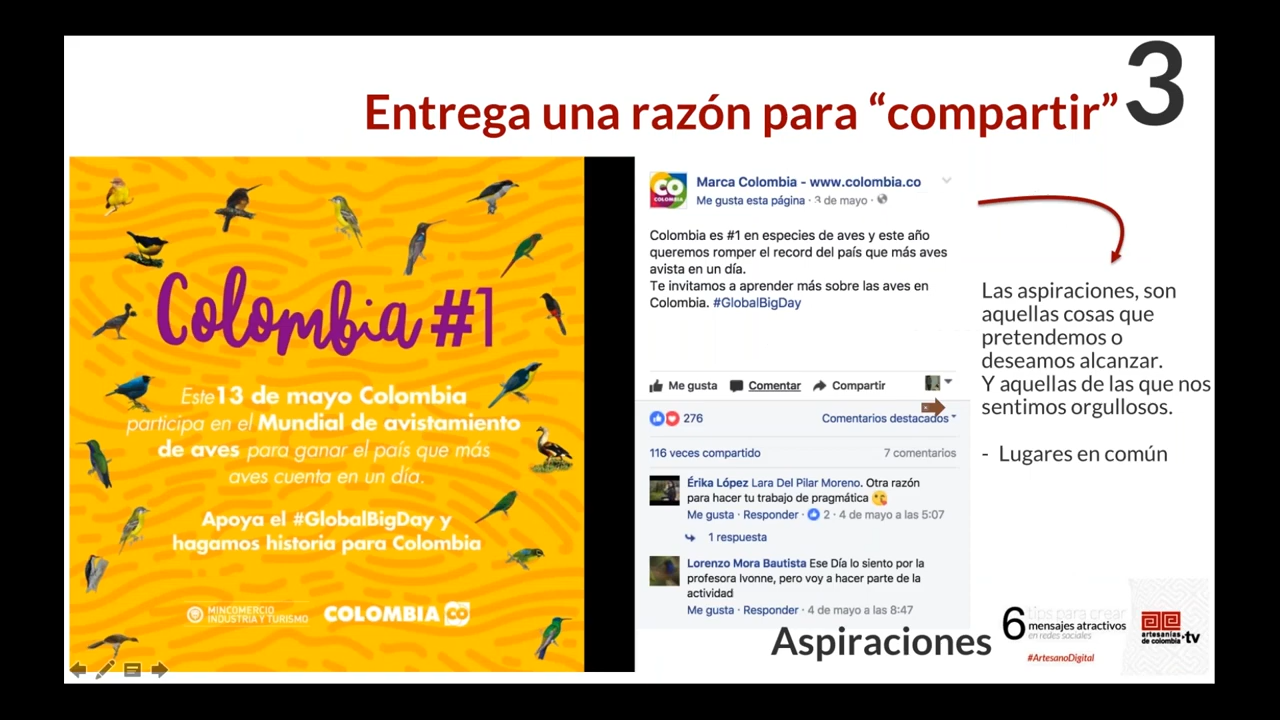 3
Entrega una razón para “compartir”
Colombia #1
Este 13 de mayo Colombia
participa en el Mundial de avistamiento
de aves para ganar el país que más
aves cuenta en un día.
Apoya el #GlobalBigDay y
hagamos historia para Colombia
MINCOMERCIO
INDUSTRIA Y TURISMO
COLOMBIA CO
CO
COLOMBIA
Marca Colombia - www.colombia.co
Me gusta esta página · 3 de mayo ·
Colombia es #1 en especies de aves y este año
queremos romper el record del país que más aves
avista en un día.
Te invitamos a aprender más sobre las aves en
Colombia. #GlobalBigDay
Me gusta Comentar Compartir
276 Comentarios destacados
116 veces compartido 7 comentarios
Érika López Lara Del Pilar Moreno. Otra razón
para hacer tu trabajo de pragmática 😘
Me gusta · Responder · 2 · 4 de mayo a las 5:07
1 respuesta
Lorenzo Mora Bautista Ese Día lo siento por la
profesora Ivonne, pero voy a hacer parte de la
actividad
Me gusta · Responder · 4 de mayo a las 8:47
Las aspiraciones, son
aquellas cosas que
pretendemos o
deseamos alcanzar.
Y aquellas de las que nos
sentimos orgullosos.
- Lugares en común
Aspiraciones
6 tips para crear
mensajes atractivos
en redes sociales
#ArtesanoDigital
artesanías
de colombia .tv